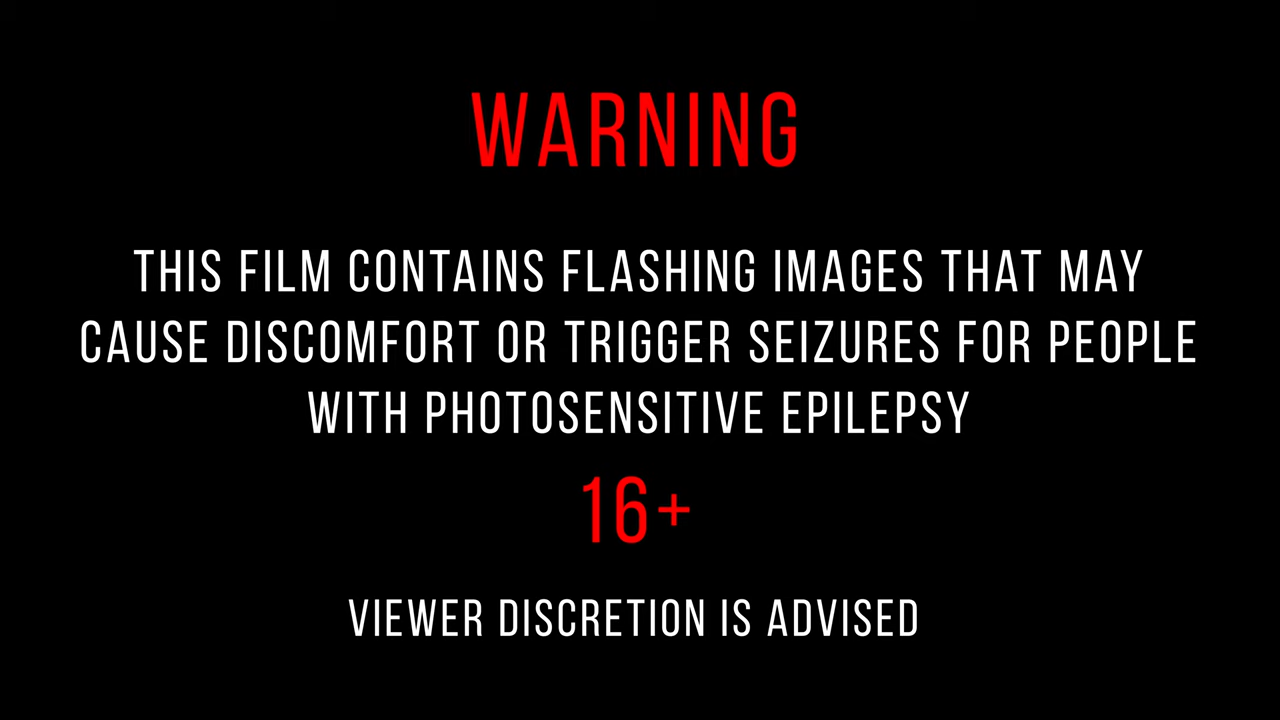 WARNING
THIS FILM CONTAINS FLASHING IMAGES THAT MAY
CAUSE DISCOMFORT OR TRIGGER SEIZURES FOR PEOPLE
WITH PHOTOSENSITIVE EPILEPSY
16+
VIEWER DISCRETION IS ADVISED